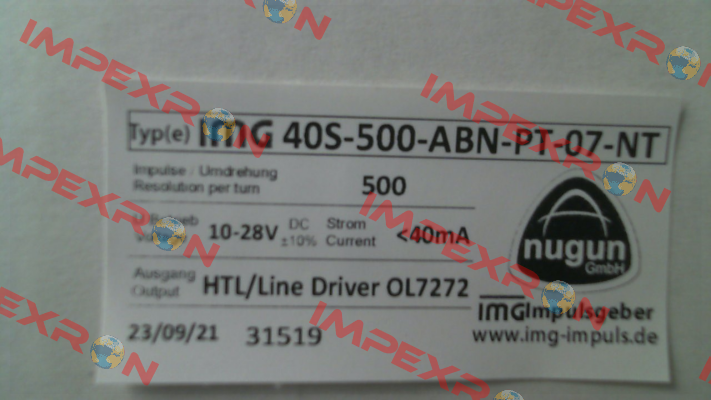 Typ(e) IMG 40S-500-ABN-PT-07-NT
Impulse / Umdrehung
Resolution per turn
500
10-28V DC ±10%
Strom
Current
<40mA
nugun
GmbH
Ausgang
Output
HTL/Line Driver OL7272
IMG Impulsgeber
www.img-impuls.de
23/09/21 31519
IMPEXRON
IMPEXRON
IMPEXRON
IMPEXRON
IMPEXRON
IMPEXRON